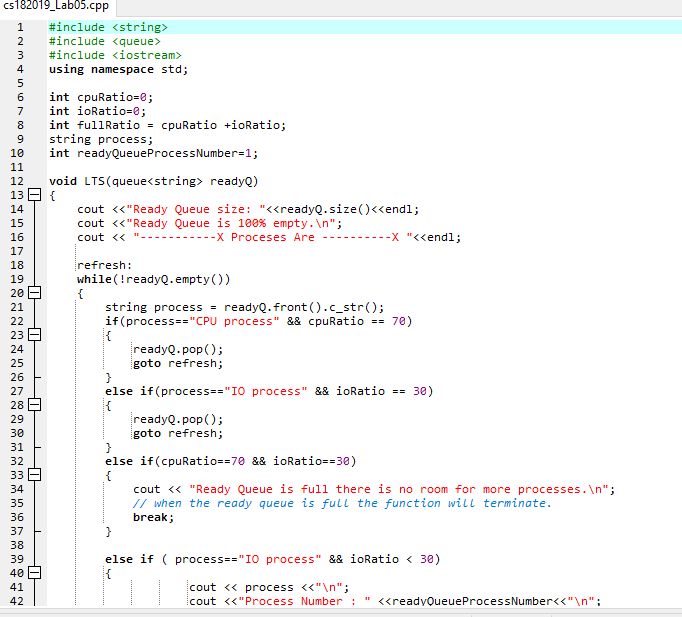 cs182019_Lab05.cpp
1 #include <string>
2 #include <queue>
3 #include <iostream>
4 using namespace std;
5
6 int cpuRatio=0;
7 int ioRatio=0;
8 int fullRatio = cpuRatio +ioRatio;
9 string process;
10 int readyQueueProcessNumber=1;
11
12 void LTS(queue<string> readyQ)
13 {
14 cout <<"Ready Queue size: "<<readyQ.size()<<endl;
15 cout <<"Ready Queue is 100% empty.\n";
16 cout << "-----------X Proceses Are ----------X "<<endl;
17
18 refresh:
19 while(!readyQ.empty())
20 {
21 string process = readyQ.front().c_str();
22 if(process=="CPU process" && cpuRatio == 70)
23 {
24 readyQ.pop();
25 goto refresh;
26 }
27 else if(process=="IO process" && ioRatio == 30)
28 {
29 readyQ.pop();
30 goto refresh;
31 }
32 else if(cpuRatio==70 && ioRatio==30)
33 {
34 cout << "Ready Queue is full there is no room for more processes.\n";
35 // when the ready queue is full the function will terminate.
36 break;
37 }
38
39 else if ( process=="IO process" && ioRatio < 30)
40 {
41 cout << process <<"\n";
42 cout <<"Process Number : " <<readyQueueProcessNumber<<"\n";